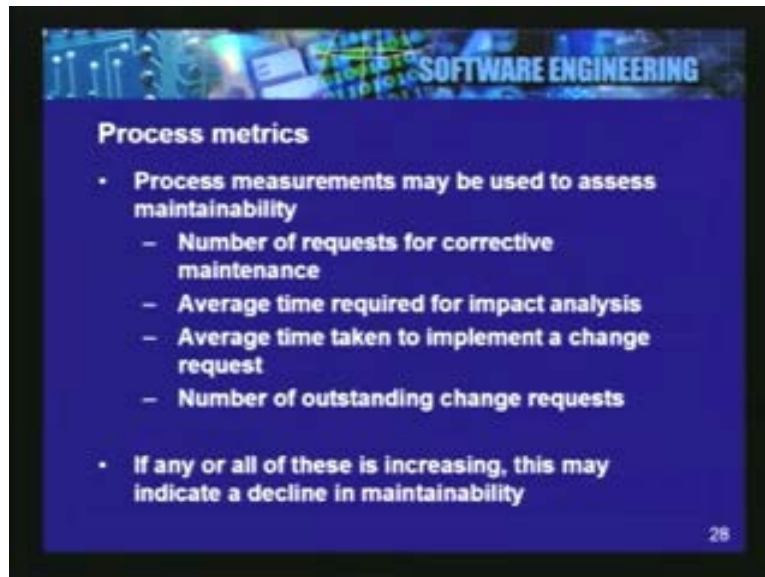 SOFTWARE ENGINEERING
Process metrics
• Process measurements may be used to assess
maintainability
– Number of requests for corrective
maintenance
– Average time required for impact analysis
– Average time taken to implement a change
request
– Number of outstanding change requests
• If any or all of these is increasing, this may
indicate a decline in maintainability
28